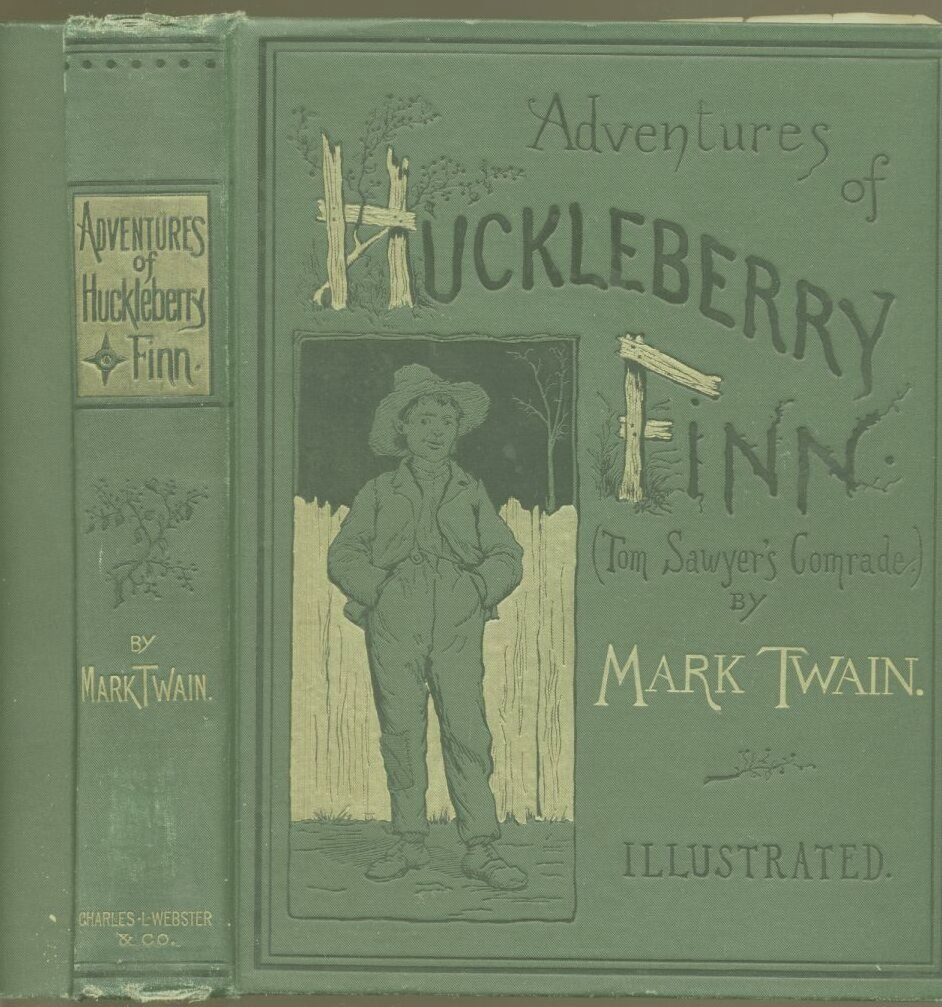 ADVENTURES
of
Huckleberry
Finn.
BY
MARK TWAIN.
CHARLES·L·WEBSTER
& CO.
Adventures
of
HUCKLEBERRY
FINN.
(Tom Sawyer's Comrade.)
BY
MARK TWAIN.
ILLUSTRATED.